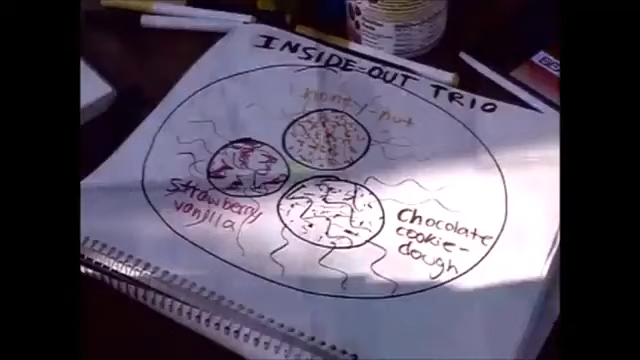 INSIDE-OUT TRIO
honey-nut
strawberry
vanilla
Chocolate
cookie-
dough